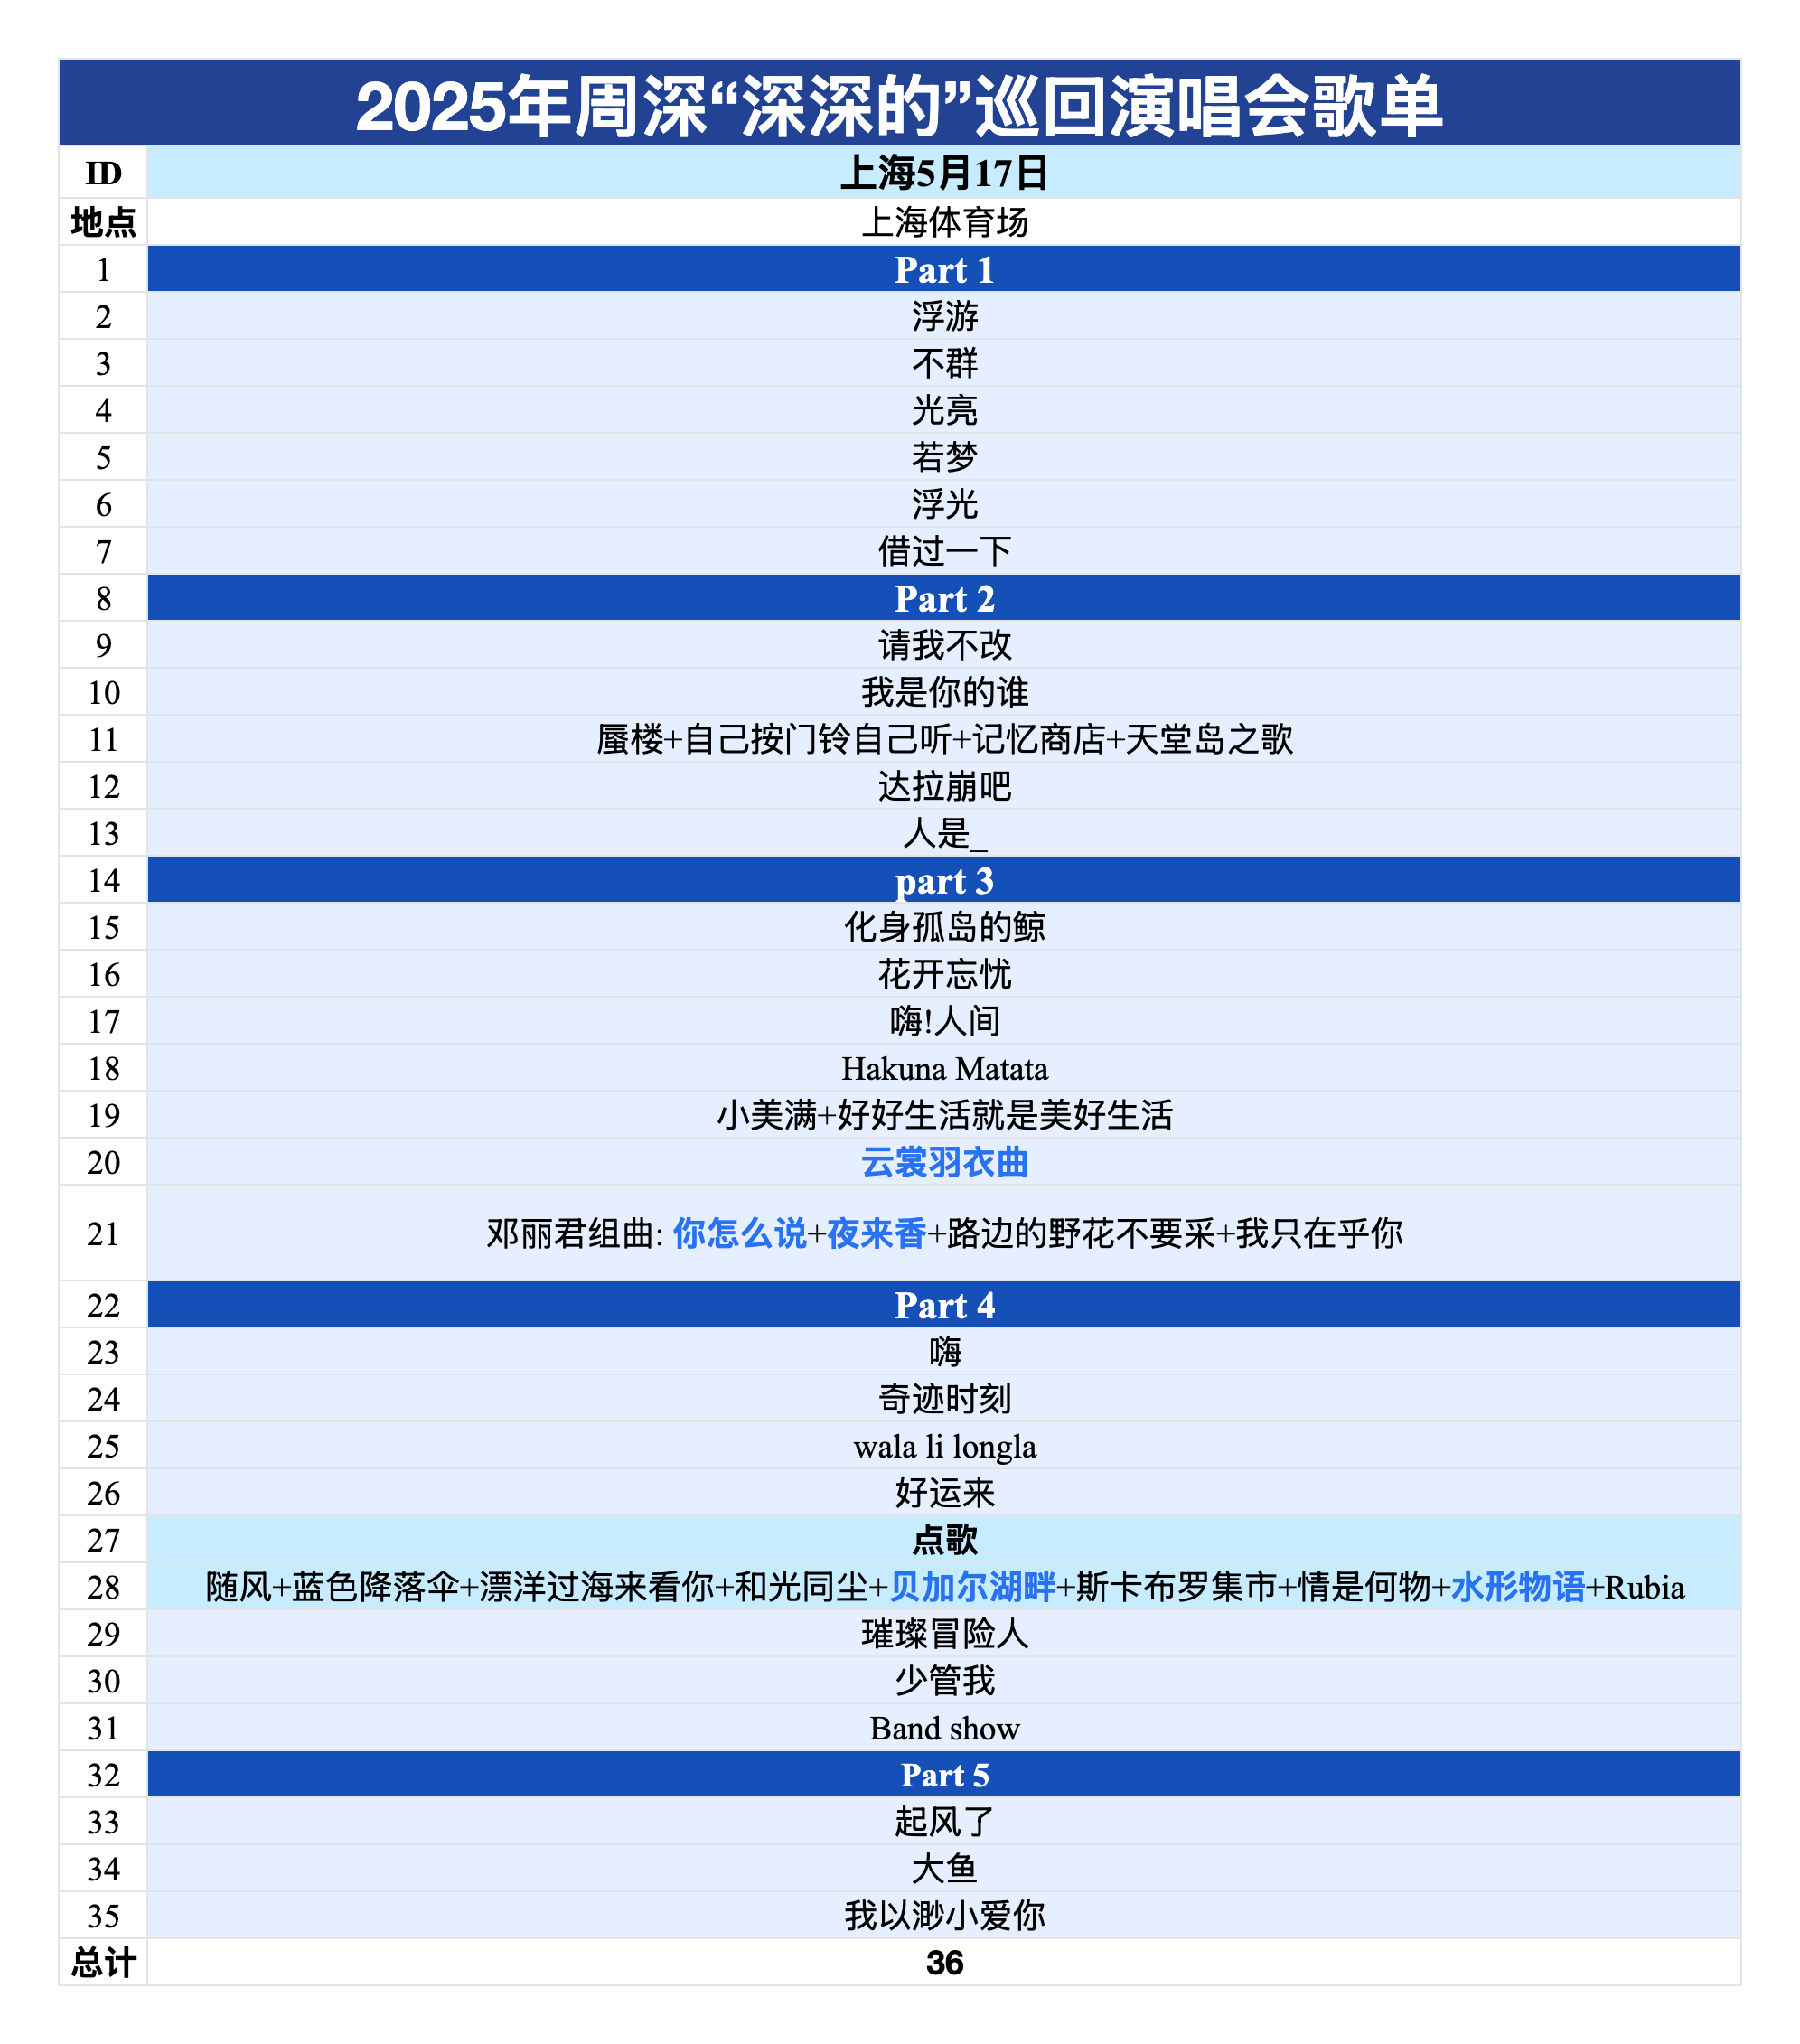 2025年周深“深深的”巡回演唱会歌单
ID 上海5月17日
地点 上海体育场
1 Part 1
2 浮游
3 不群
4 光亮
5 若梦
6 浮光
7 借过一下
8 Part 2
9 请我不改
10 我是你的谁
11 蜃楼+自己按门铃自己听+记忆商店+天堂岛之歌
12 达拉崩吧
13 人是_
14 part 3
15 化身孤岛的鲸
16 花开忘忧
17 嗨!人间
18 Hakuna Matata
19 小美满+好好生活就是美好生活
20 云裳羽衣曲
21 邓丽君组曲: 你怎么说+夜来香+路边的野花不要采+我只在乎你
22 Part 4
23 嗨
24 奇迹时刻
25 wala li longla
26 好运来
27 点歌
28 随风+蓝色降落伞+漂洋过海来看你+和光同尘+贝加尔湖畔+斯卡布罗集市+情是何物+水形物语+Rubia
29 璀璨冒险人
30 少管我
31 Band show
32 Part 5
33 起风了
34 大鱼
35 我以渺小爱你
总计 36